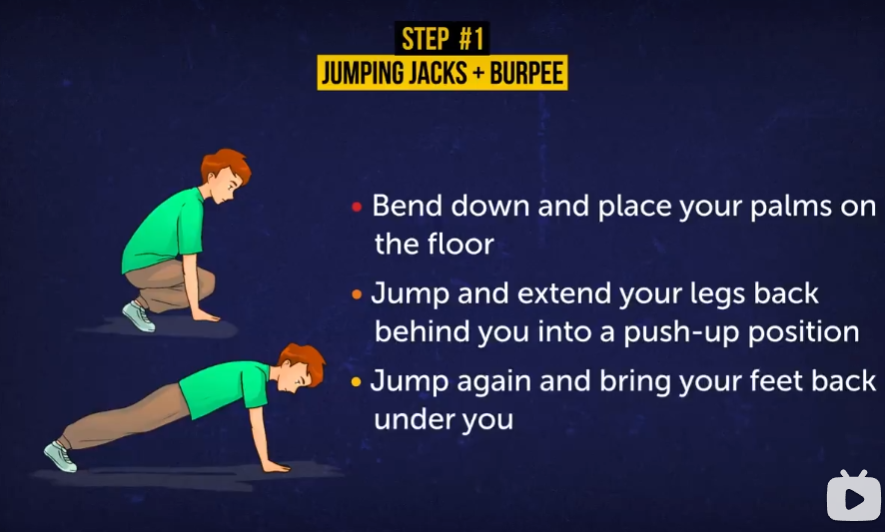 STEP #1
JUMPING JACKS + BURPEE
• Bend down and place your palms on
the floor
• Jump and extend your legs back
behind you into a push-up position
• Jump again and bring your feet back
under you